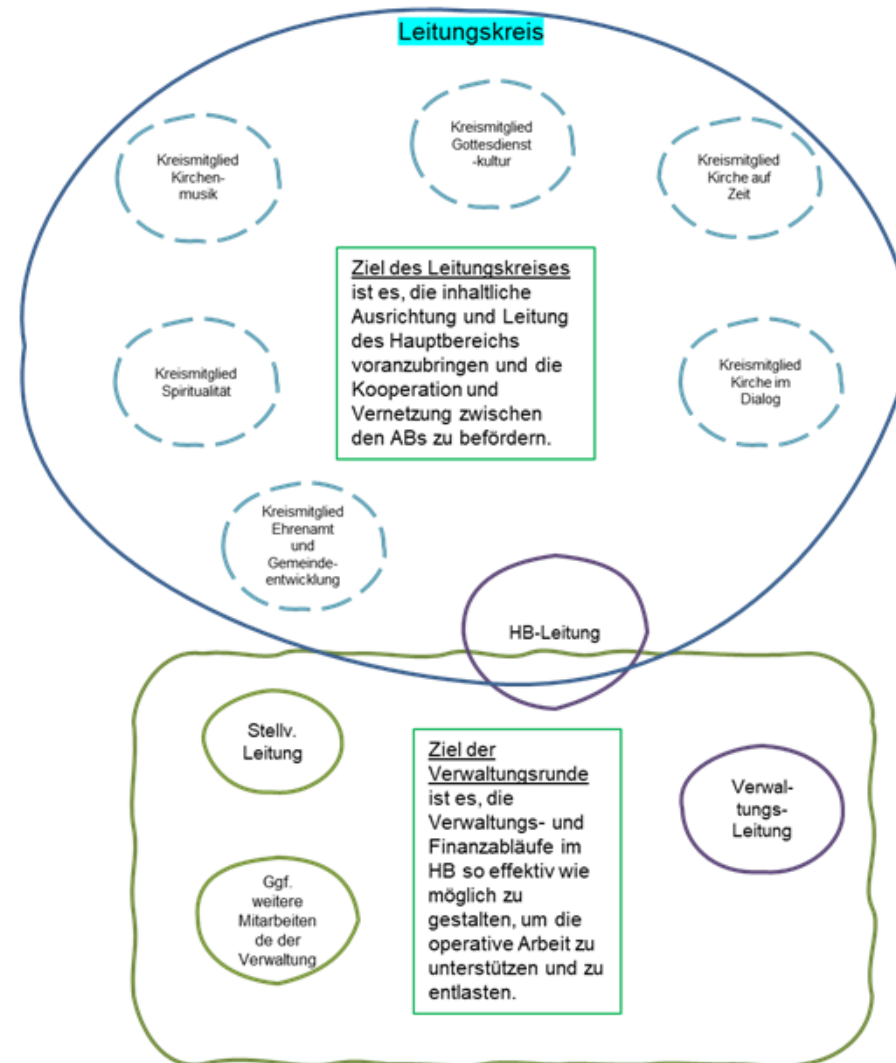 Leitungskreis
Kreismitglied
Kirchen-
musik
Kreismitglied
Gottesdienst
-kultur
Kreismitglied
Kirche auf
Zeit
Ziel des Leitungskreises
ist es, die inhaltliche
Ausrichtung und Leitung
des Hauptbereichs
voranzubringen und die
Kooperation und
Vernetzung zwischen
den ABs zu befördern.
Kreismitglied
Spiritualität
Kreismitglied
Kirche im
Dialog
Kreismitglied
Ehrenamt
und
Gemeinde-
entwicklung
HB-Leitung
Stellv.
Leitung
Ziel der
Verwaltungsrunde
ist es, die
Verwaltungs- und
Finanzabläufe im
HB so effektiv wie
möglich zu
gestalten, um die
operative Arbeit zu
unterstützen und zu
entlasten.
Verwal-
tungs-
Leitung
Ggf.
weitere
Mitarbeiten
de der
Verwaltung